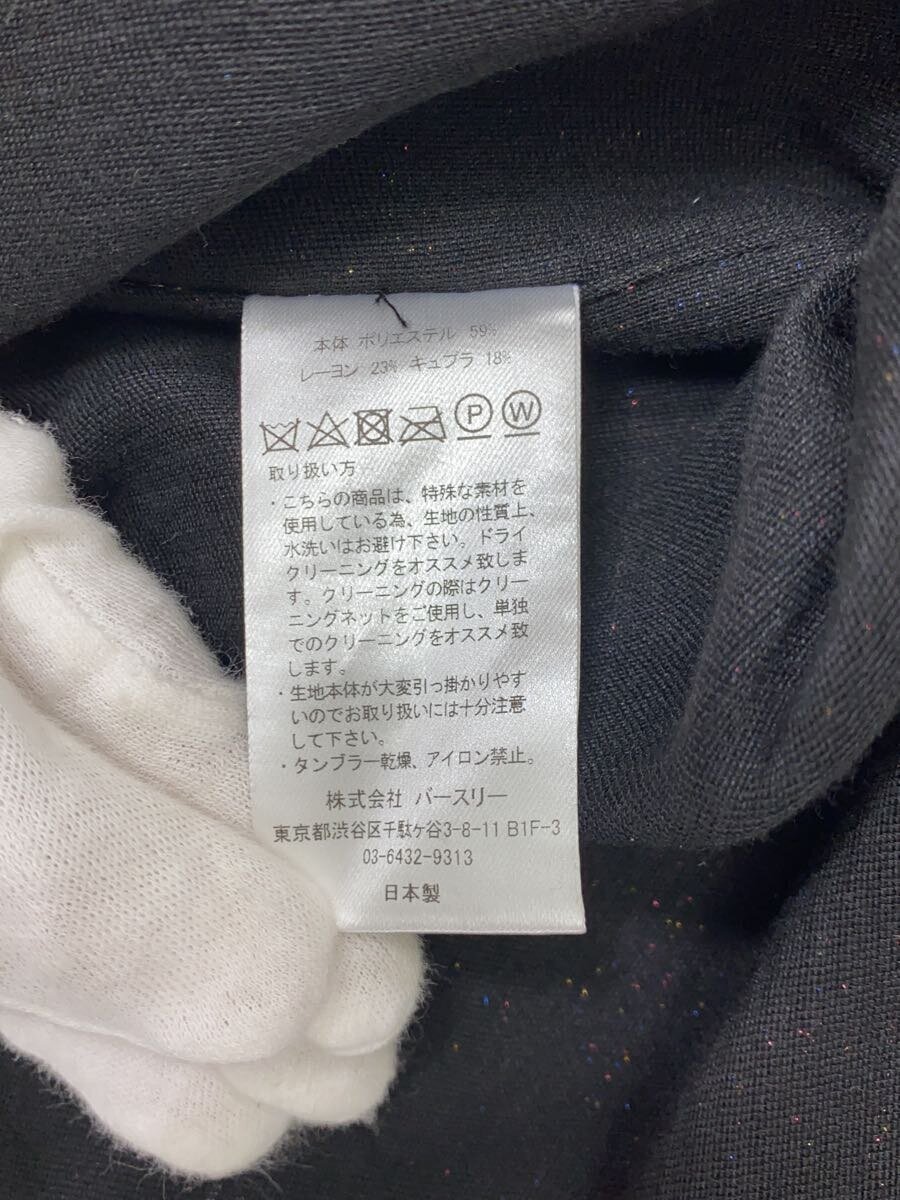 本体 ポリエステル 59%
レーヨン 23% キュプラ 18%
P W
取り扱い方
・こちらの商品は、特殊な素材を
使用している為、生地の性質上、
水洗いはお避け下さい。ドライ
クリーニングをオススメ致しま
す。クリーニングの際はクリー
ニングネットをご使用し、単独
でのクリーニングをオススメ致
します。
・生地本体が大変引っ掛かりやす
いのでお取り扱いには十分注意
して下さい。
・タンブラー乾燥、アイロン禁止。
株式会社 バースリー
東京都渋谷区千駄ヶ谷3-8-11 B1F-3
03-6432-9313
日本製